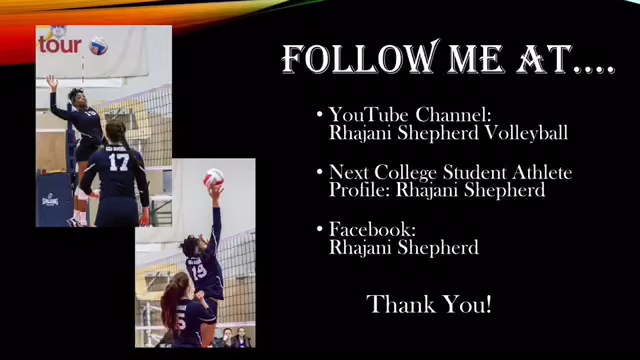 tour
FOLLOW ME AT....
• YouTube Channel:
Rhajani Shepherd Volleyball
• Next College Student Athlete
Profile: Rhajani Shepherd
• Facebook:
Rhajani Shepherd
Thank You!
17
19
SPALDING